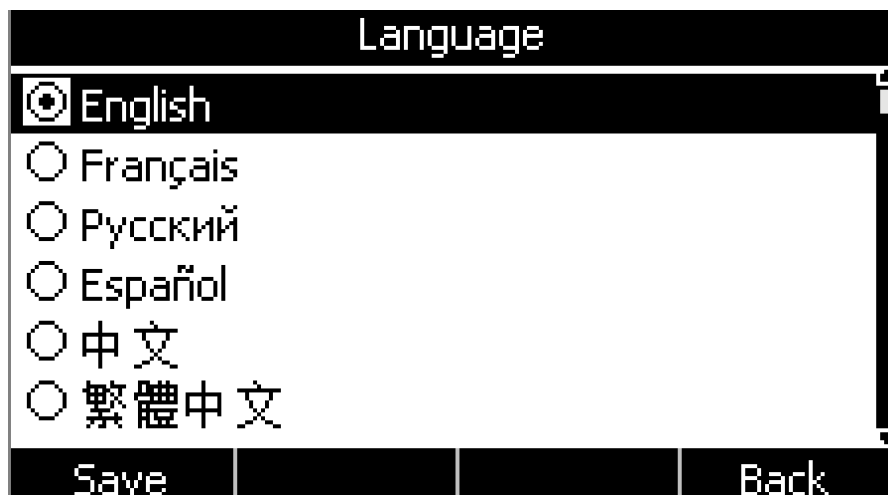 Language
English
Français
Русский
Español
中文
繁體中文
Save Back